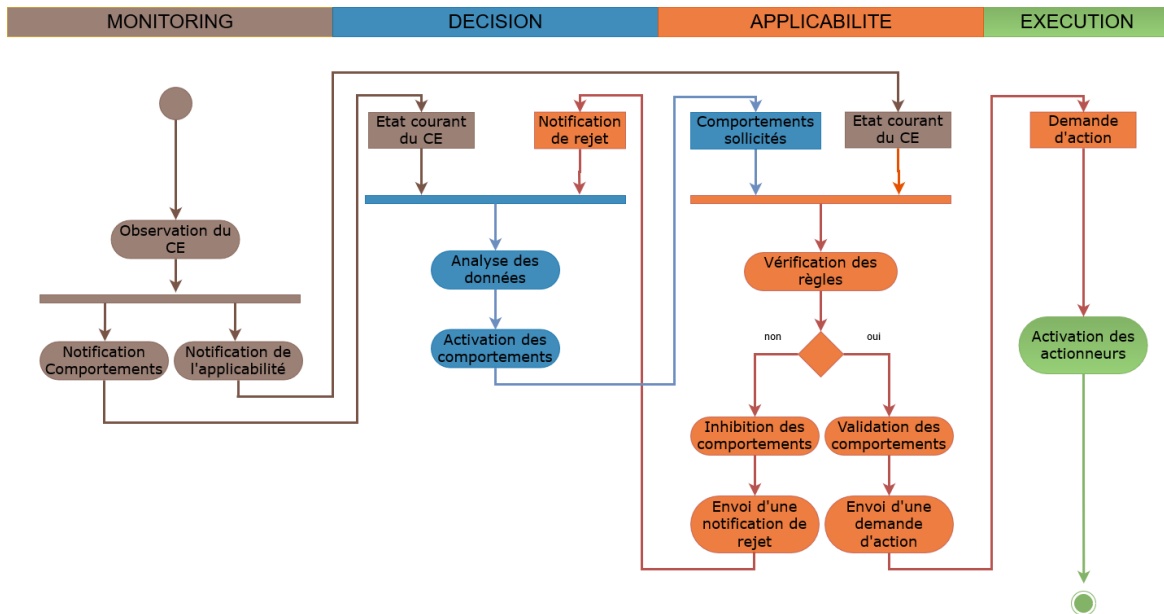 MONITORING
DECISION
APPLICABILITE
EXECUTION
Etat courant
du CE
Notification
de rejet
Comportements
sollicités
Etat courant
du CE
Demande
d'action
Observation du
CE
Analyse des
données
Vérification des
règles
Notification
Comportements
Notification de
l'applicabilité
Activation des
comportements
non
oui
Activation des
actionneurs
Inhibition des
comportements
Validation des
comportements
Envoi d'une
notification de
rejet
Envoi d'une
demande
d'action